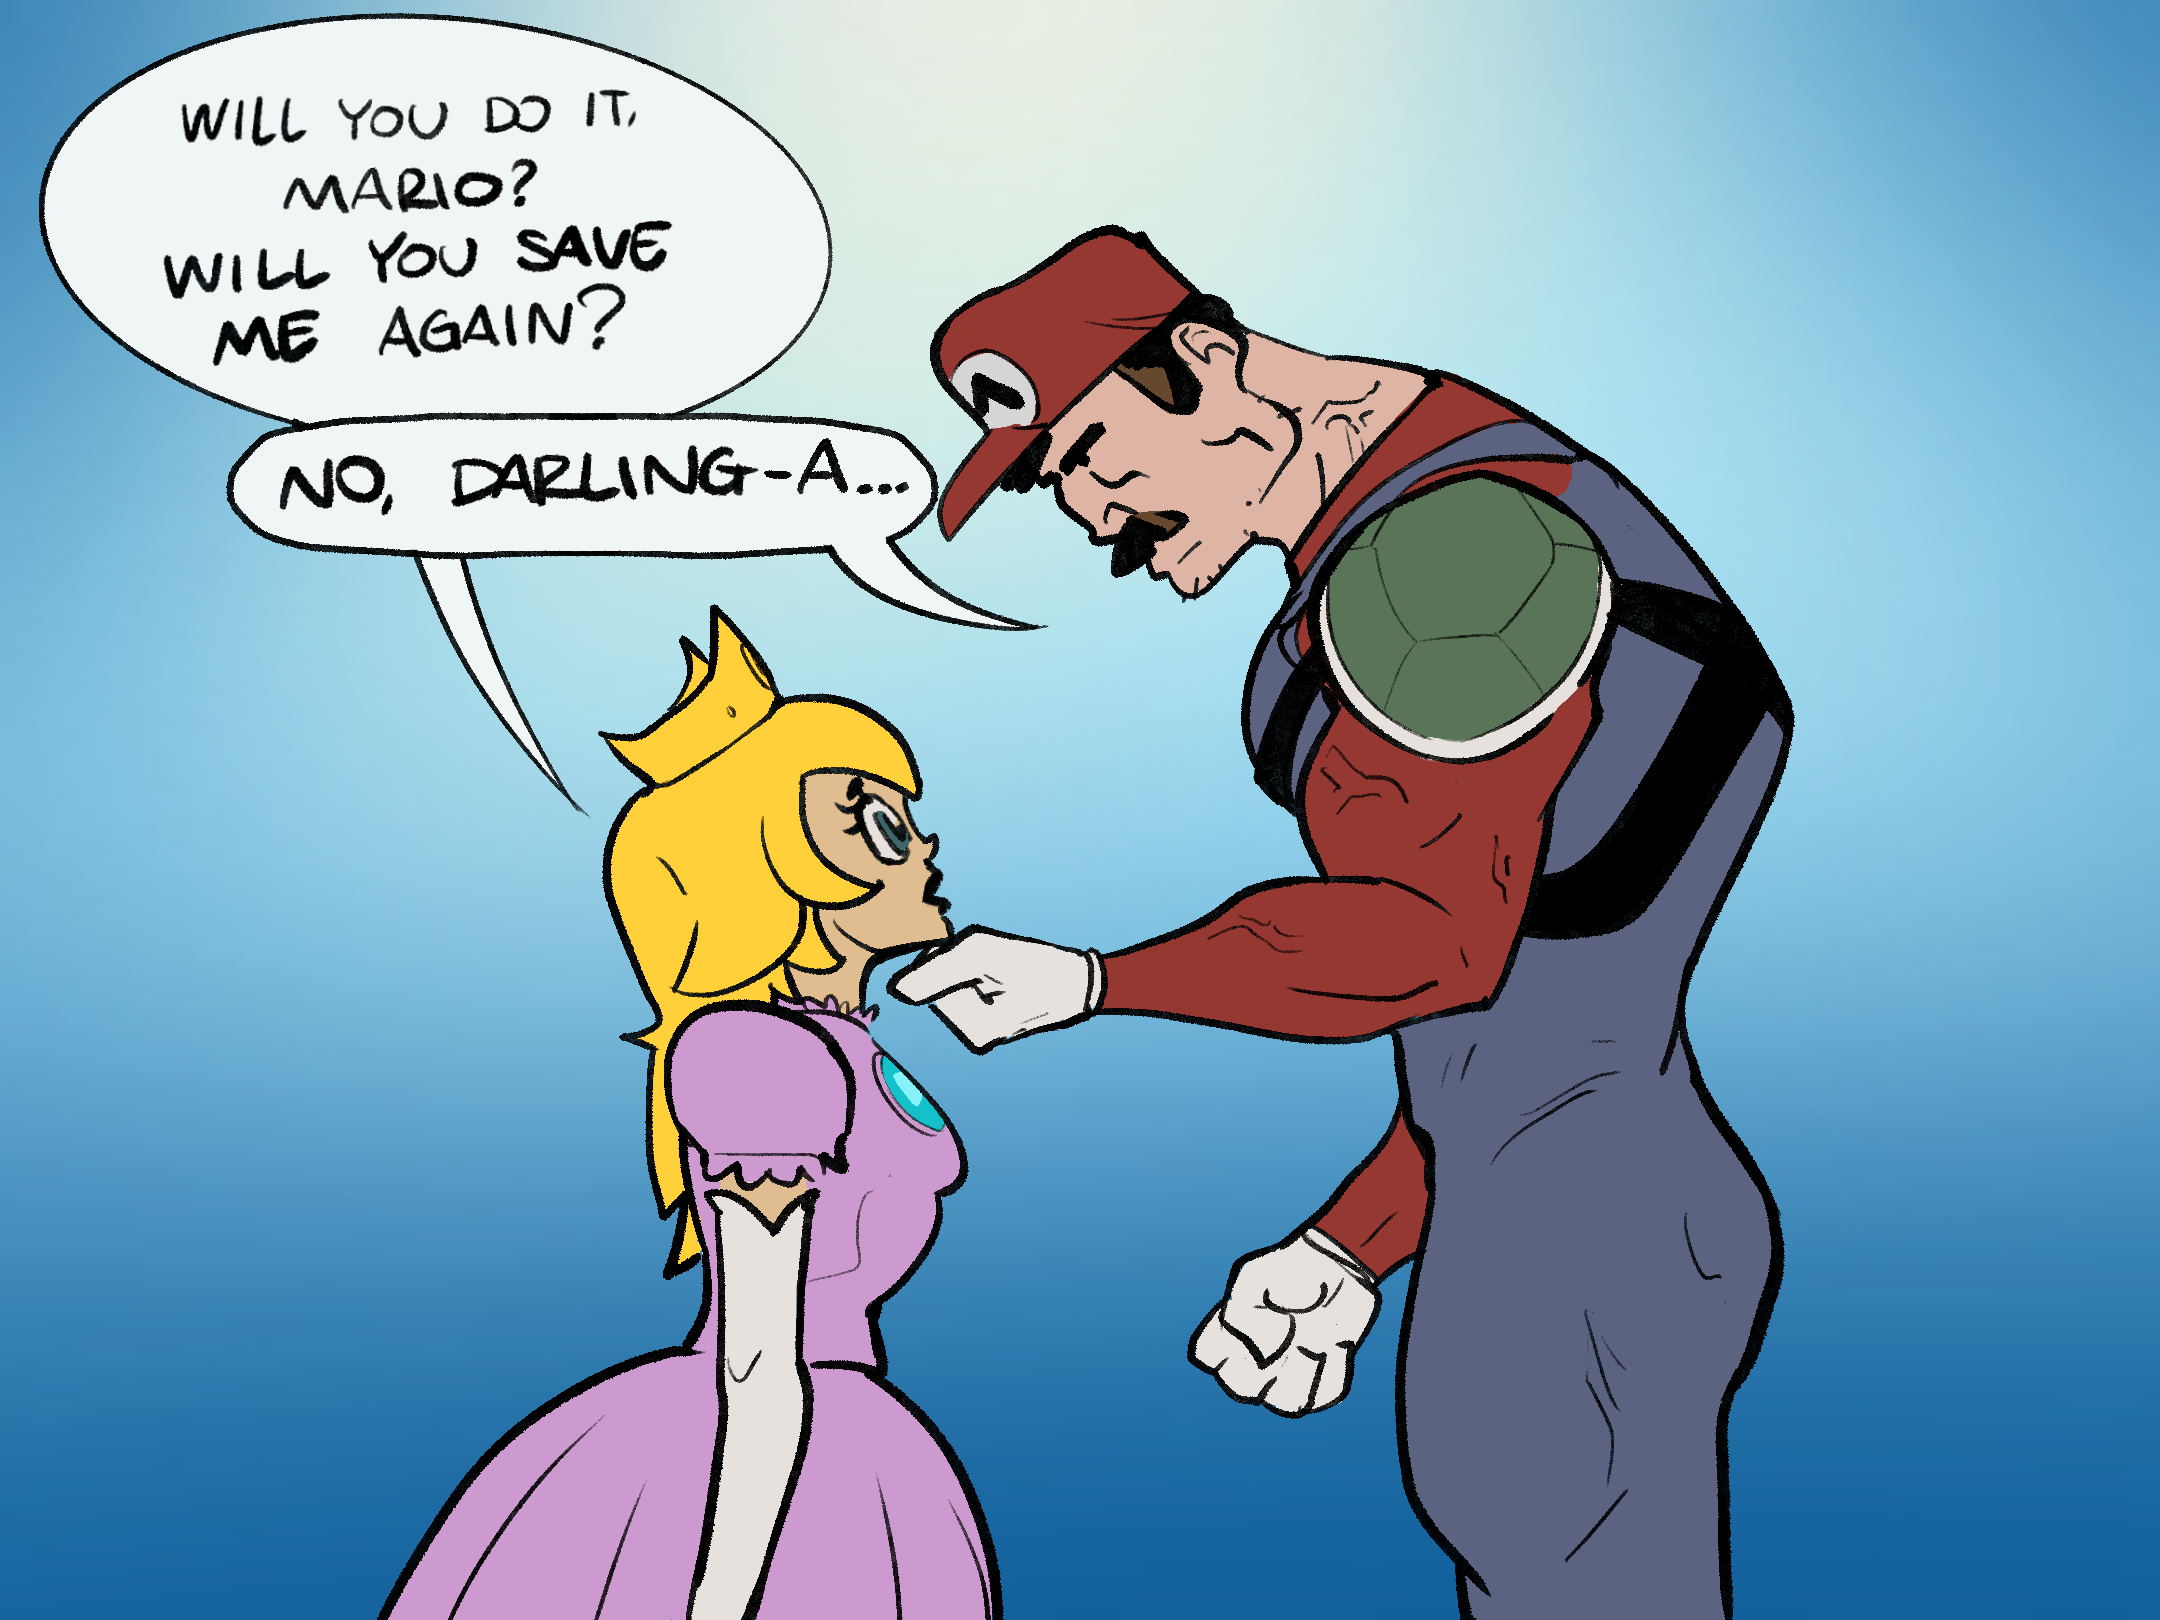 WILL YOU DO IT,
MARIO?
WILL YOU SAVE
ME AGAIN?
NO, DARLING-A...